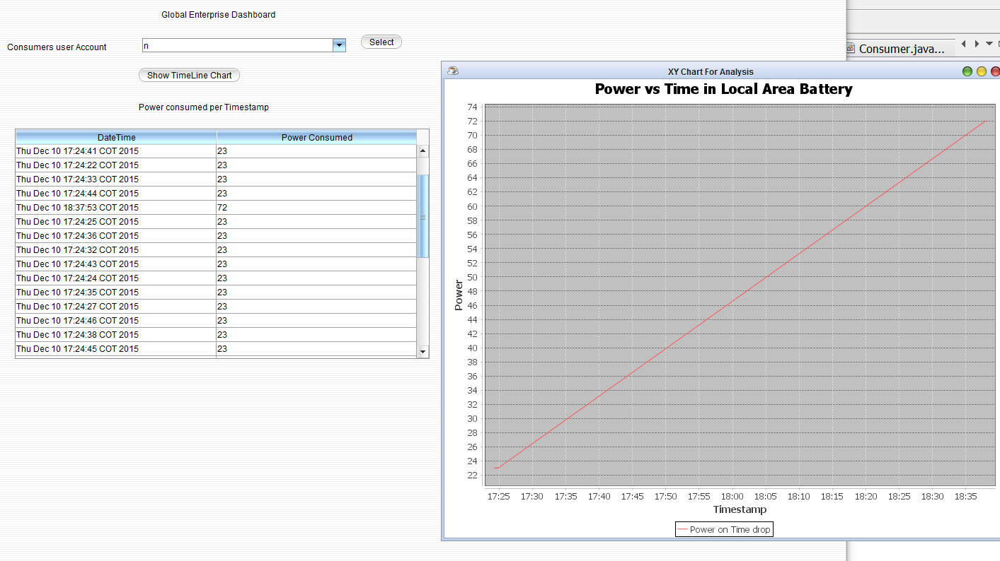 Global Enterprise Dashboard
Consumers user Account
n
Select
Show TimeLine Chart
Power consumed per Timestamp
DateTime Power Consumed
Thu Dec 10 17:24:41 COT 2015 23
Thu Dec 10 17:24:22 COT 2015 23
Thu Dec 10 17:24:33 COT 2015 23
Thu Dec 10 17:24:44 COT 2015 23
Thu Dec 10 18:37:53 COT 2015 72
Thu Dec 10 17:24:25 COT 2015 23
Thu Dec 10 17:24:36 COT 2015 23
Thu Dec 10 17:24:32 COT 2015 23
Thu Dec 10 17:24:43 COT 2015 23
Thu Dec 10 17:24:24 COT 2015 23
Thu Dec 10 17:24:35 COT 2015 23
Thu Dec 10 17:24:27 COT 2015 23
Thu Dec 10 17:24:46 COT 2015 23
Thu Dec 10 17:24:38 COT 2015 23
Thu Dec 10 17:24:45 COT 2015 23
Consumer.java...
XY Chart For Analysis
Power vs Time in Local Area Battery
74
72
70
68
66
64
62
60
58
56
54
52
50
48
46
44
42
40
38
36
34
32
30
28
26
24
22
Power
17:25 17:30 17:35 17:40 17:45 17:50 17:55 18:00 18:05 18:10 18:15 18:20 18:25 18:30 18:35
Timestamp
Power on Time drop